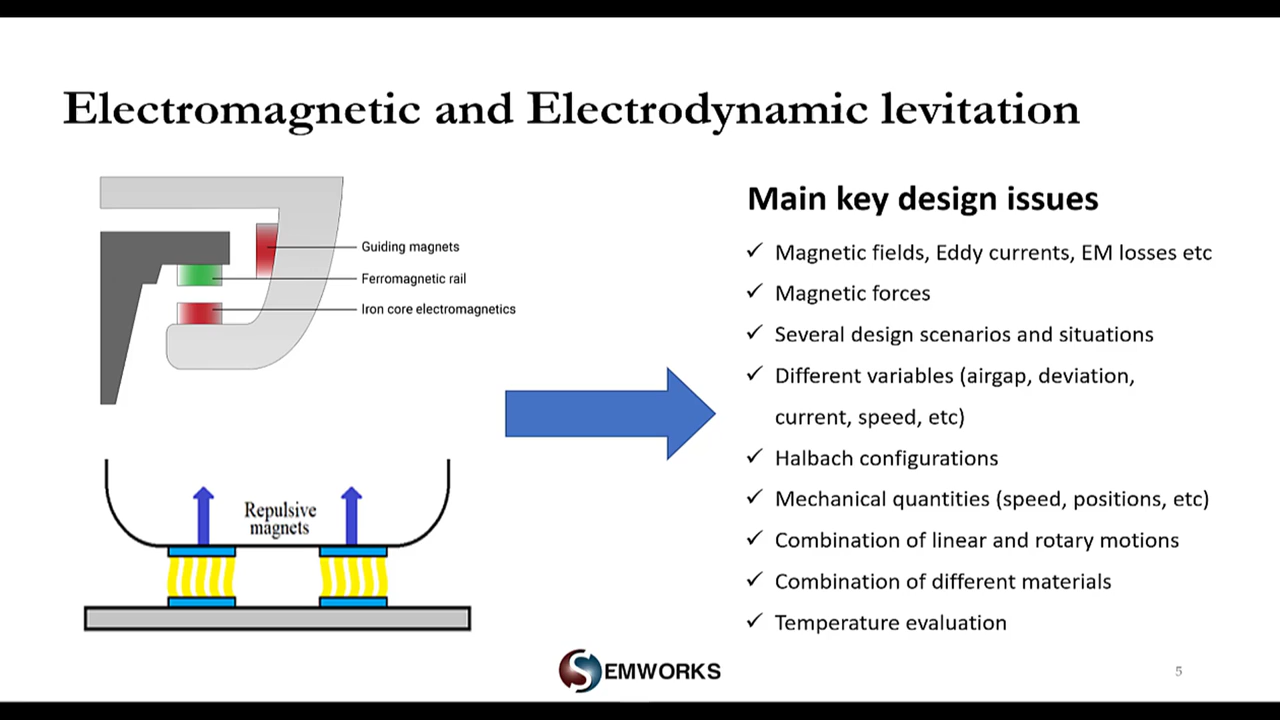 Electromagnetic and Electrodynamic levitation
Guiding magnets
Ferromagnetic rail
Iron core electromagnetics
Repulsive
magnets
Main key design issues
✓ Magnetic fields, Eddy currents, EM losses etc
✓ Magnetic forces
✓ Several design scenarios and situations
✓ Different variables (airgap, deviation,
current, speed, etc)
✓ Halbach configurations
✓ Mechanical quantities (speed, positions, etc)
✓ Combination of linear and rotary motions
✓ Combination of different materials
✓ Temperature evaluation
EMWORKS
5